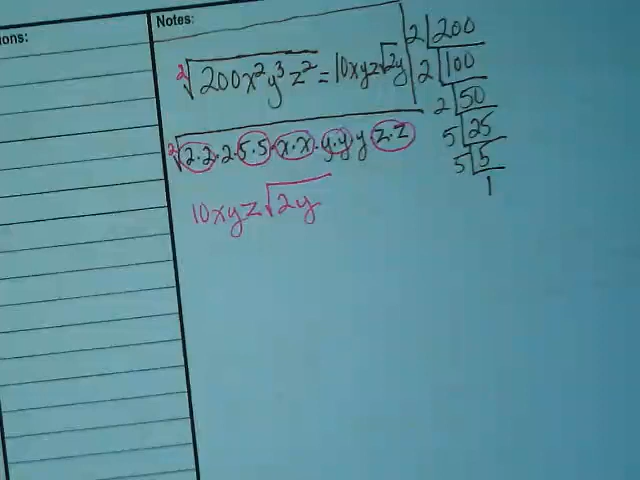 ons:
Notes:
²√200x²y³z² = 10xyz√2y
²√2·2·2·5·5·x·x·y·y y z·z
10xyz√2y
2|200
2|100
2|50
5|25
5|5
1